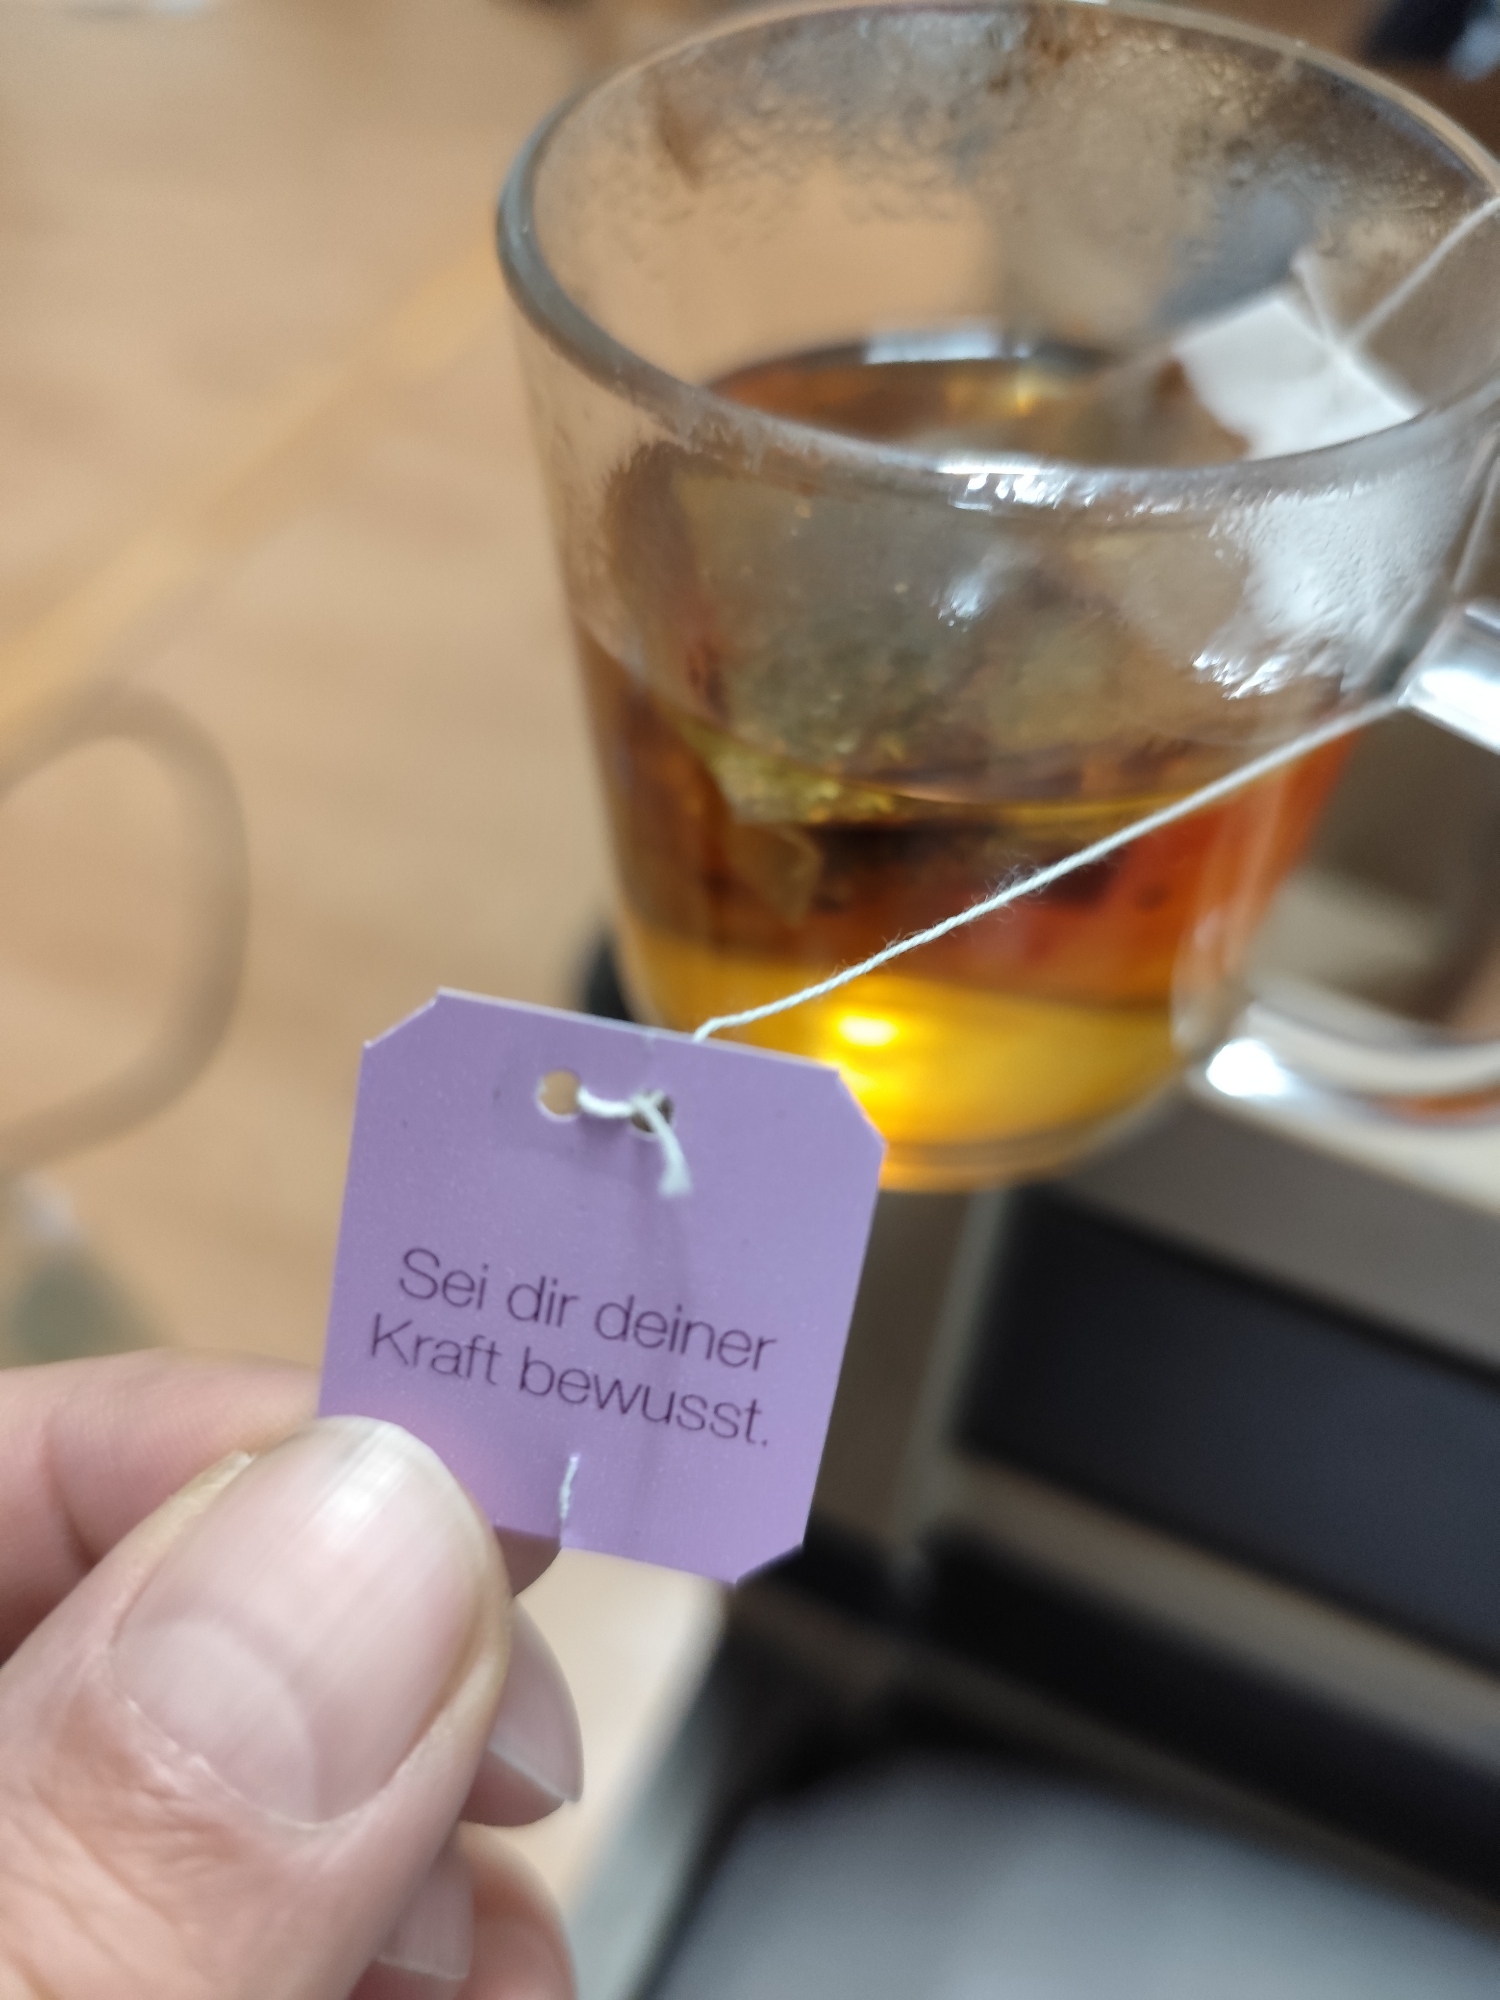 Sei dir deiner
Kraft bewusst.